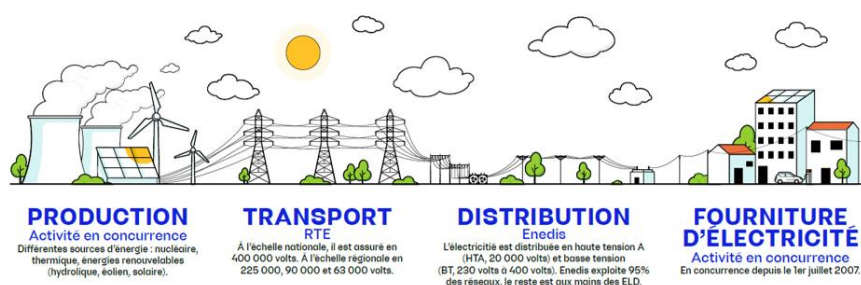 PRODUCTION
Activité en concurrence
Différentes sources d'énergie : nucléaire,
thermique, énergies renouvelables
(hydrolique, éolien, solaire).
TRANSPORT
RTE
À l'échelle nationale, il est assuré en
400 000 volts. À l'échelle régionale en
225 000, 90 000 et 63 000 volts.
DISTRIBUTION
Enedis
L'électricitié est distribuée en haute tension A
(HTA, 20 000 volts) et basse tension
(BT, 230 volts à 400 volts). Enedis exploite 95%
des réseaux, le reste est aux mains des ELD.
FOURNITURE
D'ÉLECTRICITÉ
Activité en concurrence
En concurrence depuis le 1er juillet 2007.